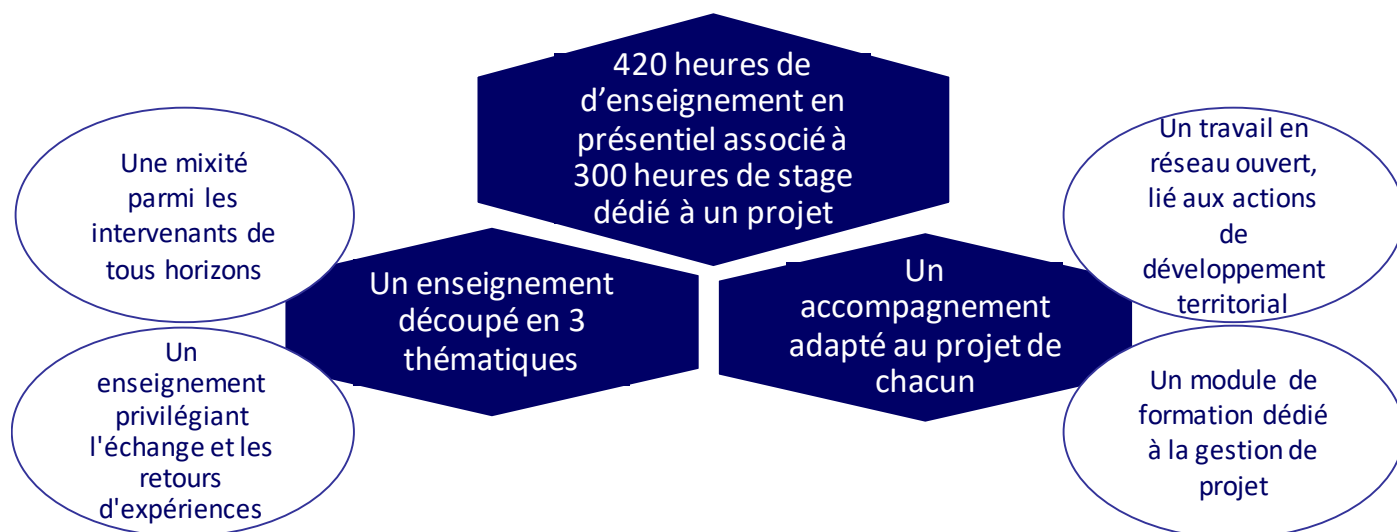 420 heures de
d’enseignement en
présentiel associé à
300 heures de stage
dédié à un projet
Une mixité
parmi les
intervenants de
tous horizons
Un travail en
réseau ouvert,
lié aux actions
de
développement
territorial
Un enseignement
découpé en 3
thématiques
Un
accompagnement
adapté au projet de
chacun
Un
enseignement
privilégiant
l'échange et les
retours
d'expériences
Un module de
formation dédié
à la gestion de
projet